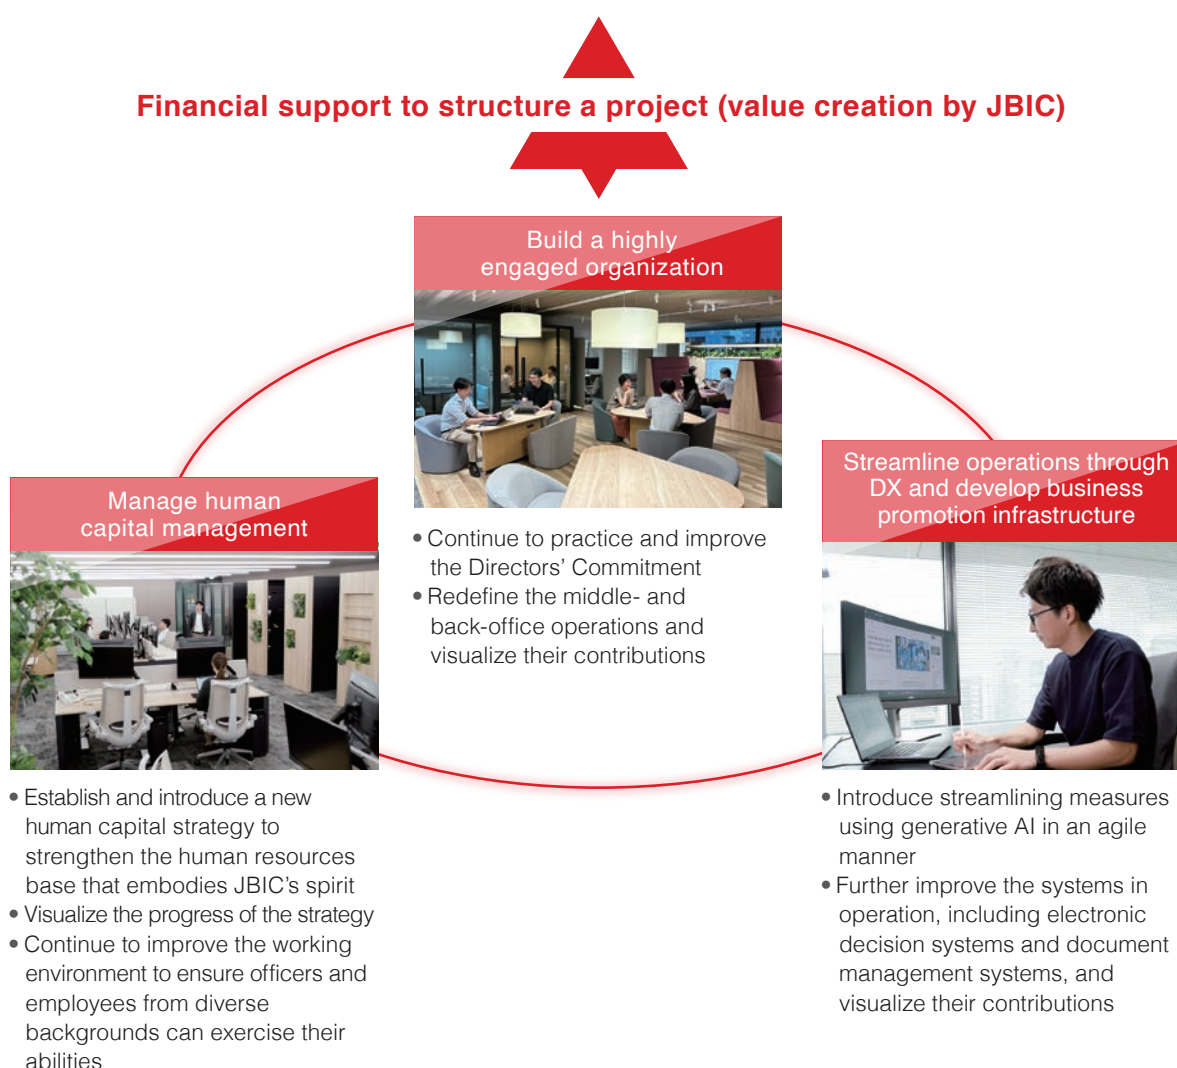 Financial support to structure a project (value creation by JBIC)
Build a highly
engaged organization
• Continue to practice and improve
the Directors’ Commitment
• Redefine the middle- and
back-office operations and
visualize their contributions
Manage human
capital management
• Establish and introduce a new
human capital strategy to
strengthen the human resources
base that embodies JBIC’s spirit
• Visualize the progress of the strategy
• Continue to improve the working
environment to ensure officers and
employees from diverse
backgrounds can exercise their
abilities
Streamline operations through
DX and develop business
promotion infrastructure
• Introduce streamlining measures
using generative AI in an agile
manner
• Further improve the systems in
operation, including electronic
decision systems and document
management systems, and
visualize their contributions